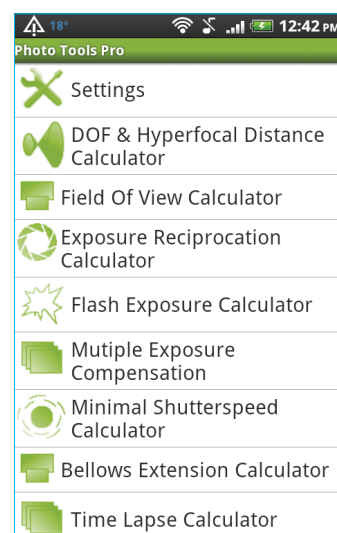 18° 12:42 PM
Photo Tools Pro
Settings
DOF & Hyperfocal Distance
Calculator
Field Of View Calculator
Exposure Reciprocation
Calculator
Flash Exposure Calculator
Mutiple Exposure
Compensation
Minimal Shutterspeed
Calculator
Bellows Extension Calculator
Time Lapse Calculator